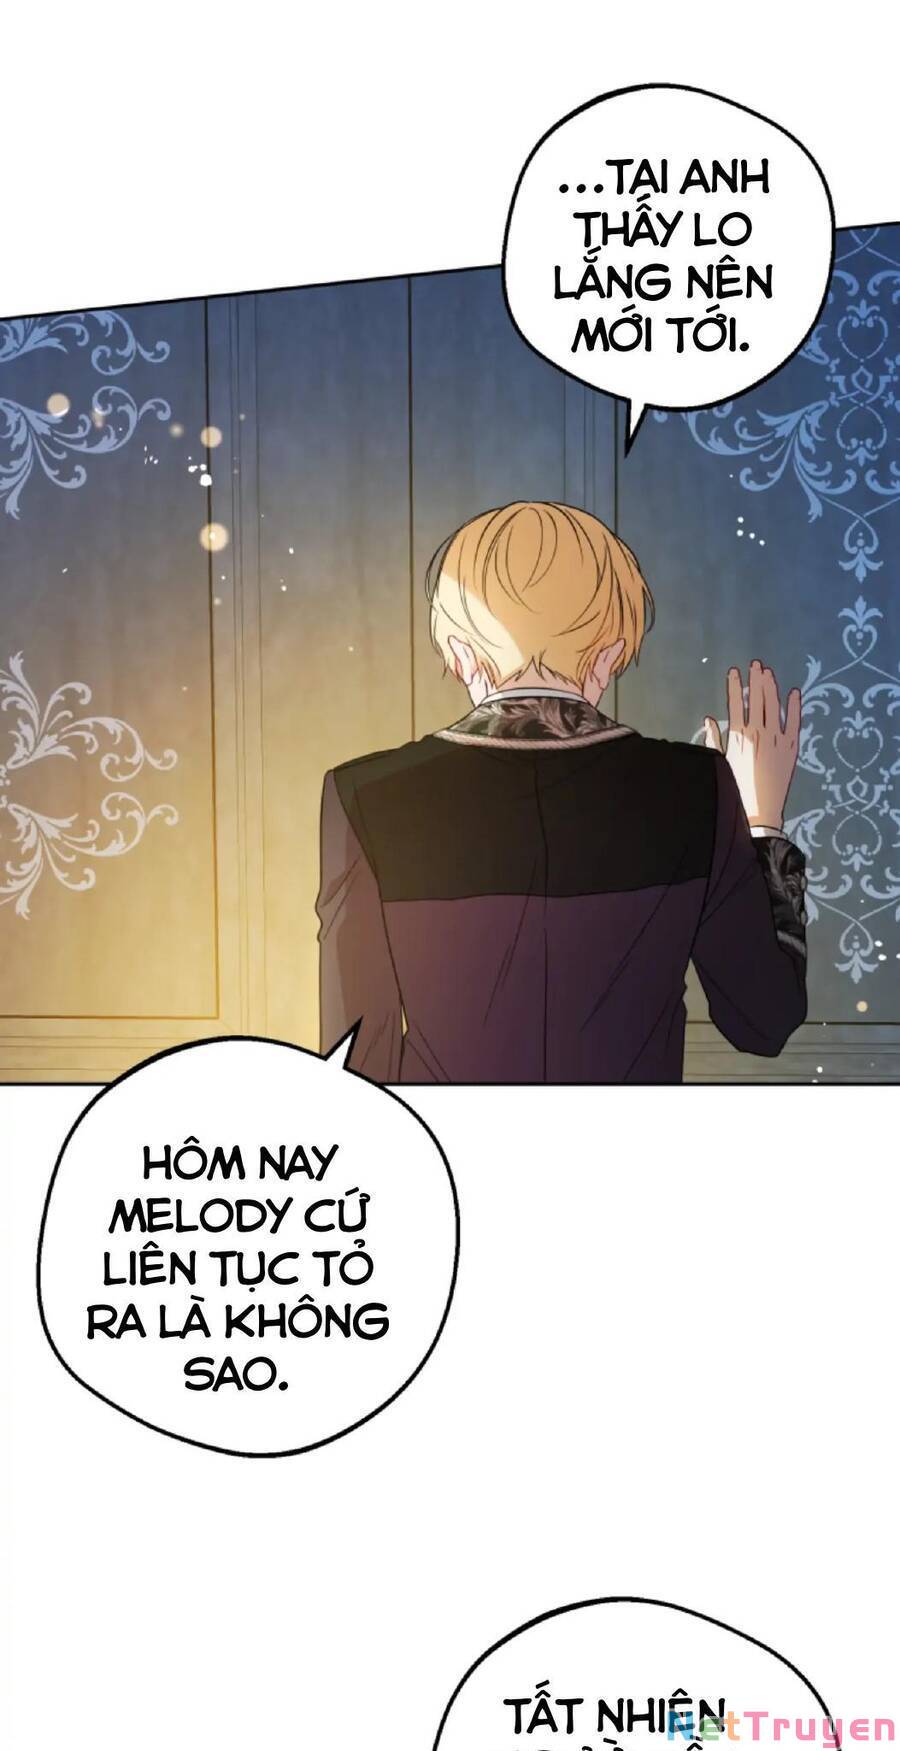 ...TẠI ANH
THẤY LO
LẮNG NÊN
MỚI TỚI.
HÔM NAY
MELODY CỨ
LIÊN TỤC TỎ
RA LÀ KHÔNG
SAO.
TẤT NHIÊN
NetTruyen